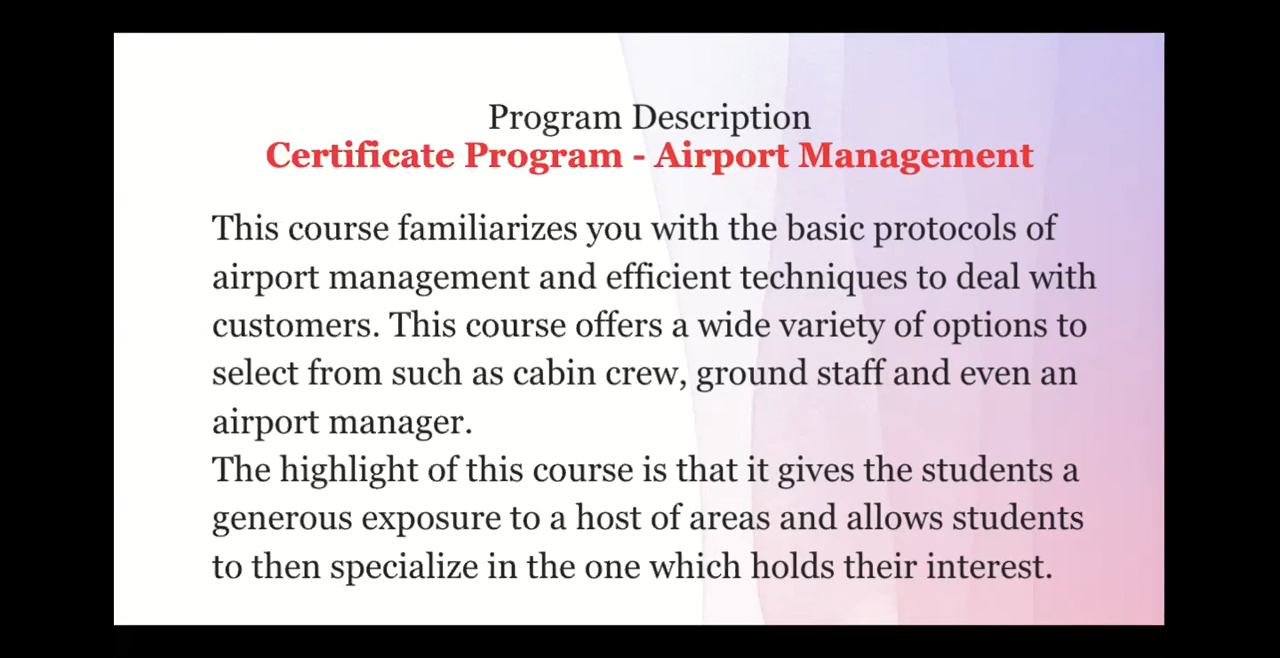 Program Description
Certificate Program - Airport Management
This course familiarizes you with the basic protocols of
airport management and efficient techniques to deal with
customers. This course offers a wide variety of options to
select from such as cabin crew, ground staff and even an
airport manager.
The highlight of this course is that it gives the students a
generous exposure to a host of areas and allows students
to then specialize in the one which holds their interest.